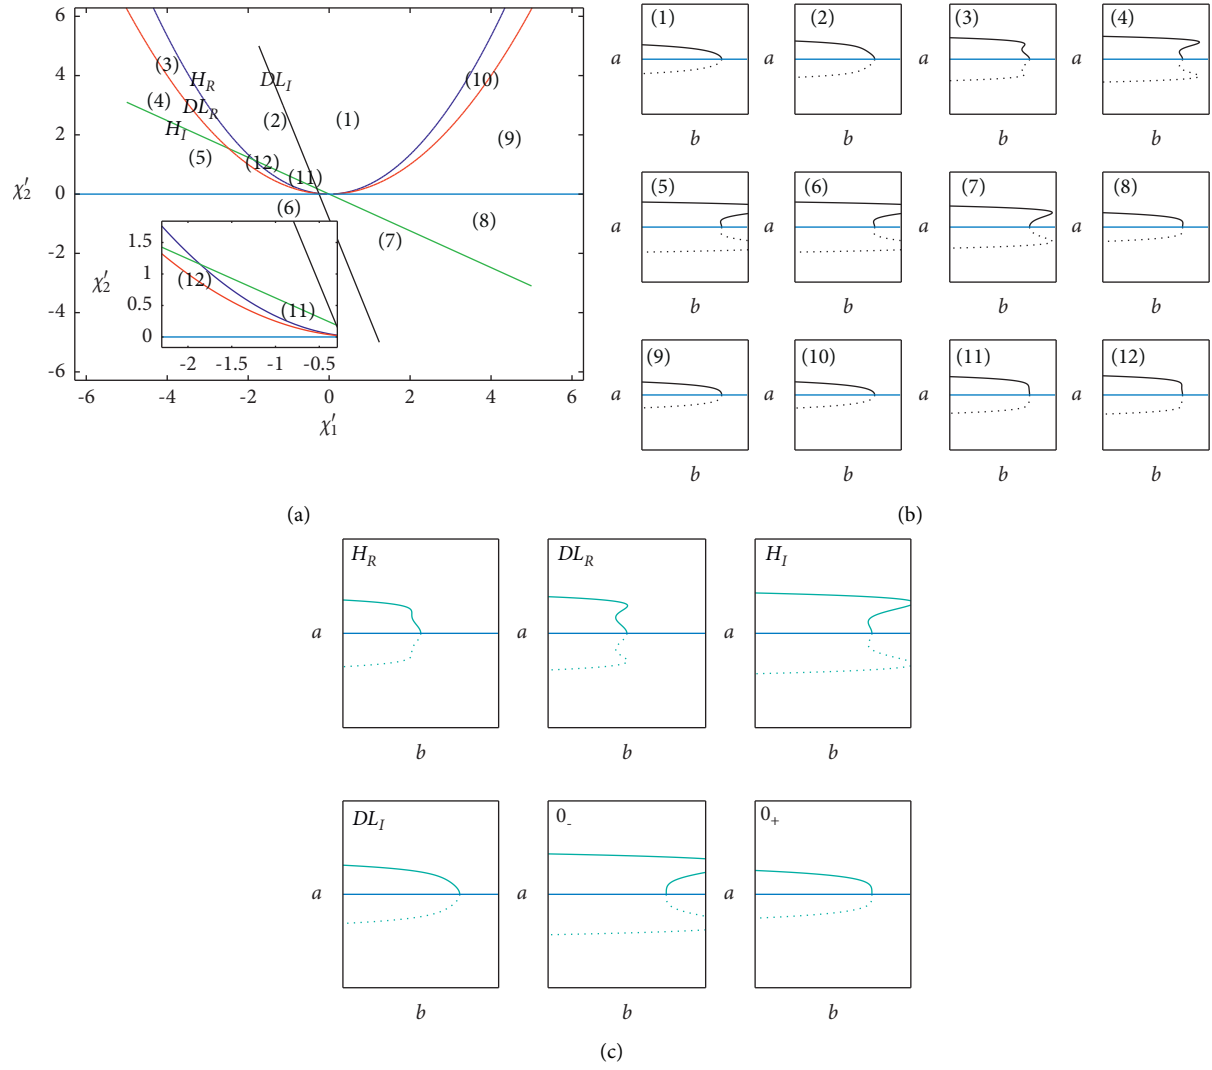 6
4
2
0
-2
-4
-6
χ′₂
-6 -4 -2 0 2 4 6
χ′₁
(3)
H_R
DL_I
(10)
(4)
DL_R
(2)
(1)
H_I
(9)
(5)
(12)
(11)
(6)
(8)
(7)
1.5
1
0.5
0
χ′₂
(12)
(11)
-2 -1.5 -1 -0.5
(a)
(1) (2) (3) (4)
a a a a
b b b b
(5) (6) (7) (8)
a a a a
b b b b
(9) (10) (11) (12)
a a a a
b b b b
(b)
H_R DL_R H_I
a a a
b b b
DL_I 0₋ 0₊
a a a
b b b
(c)